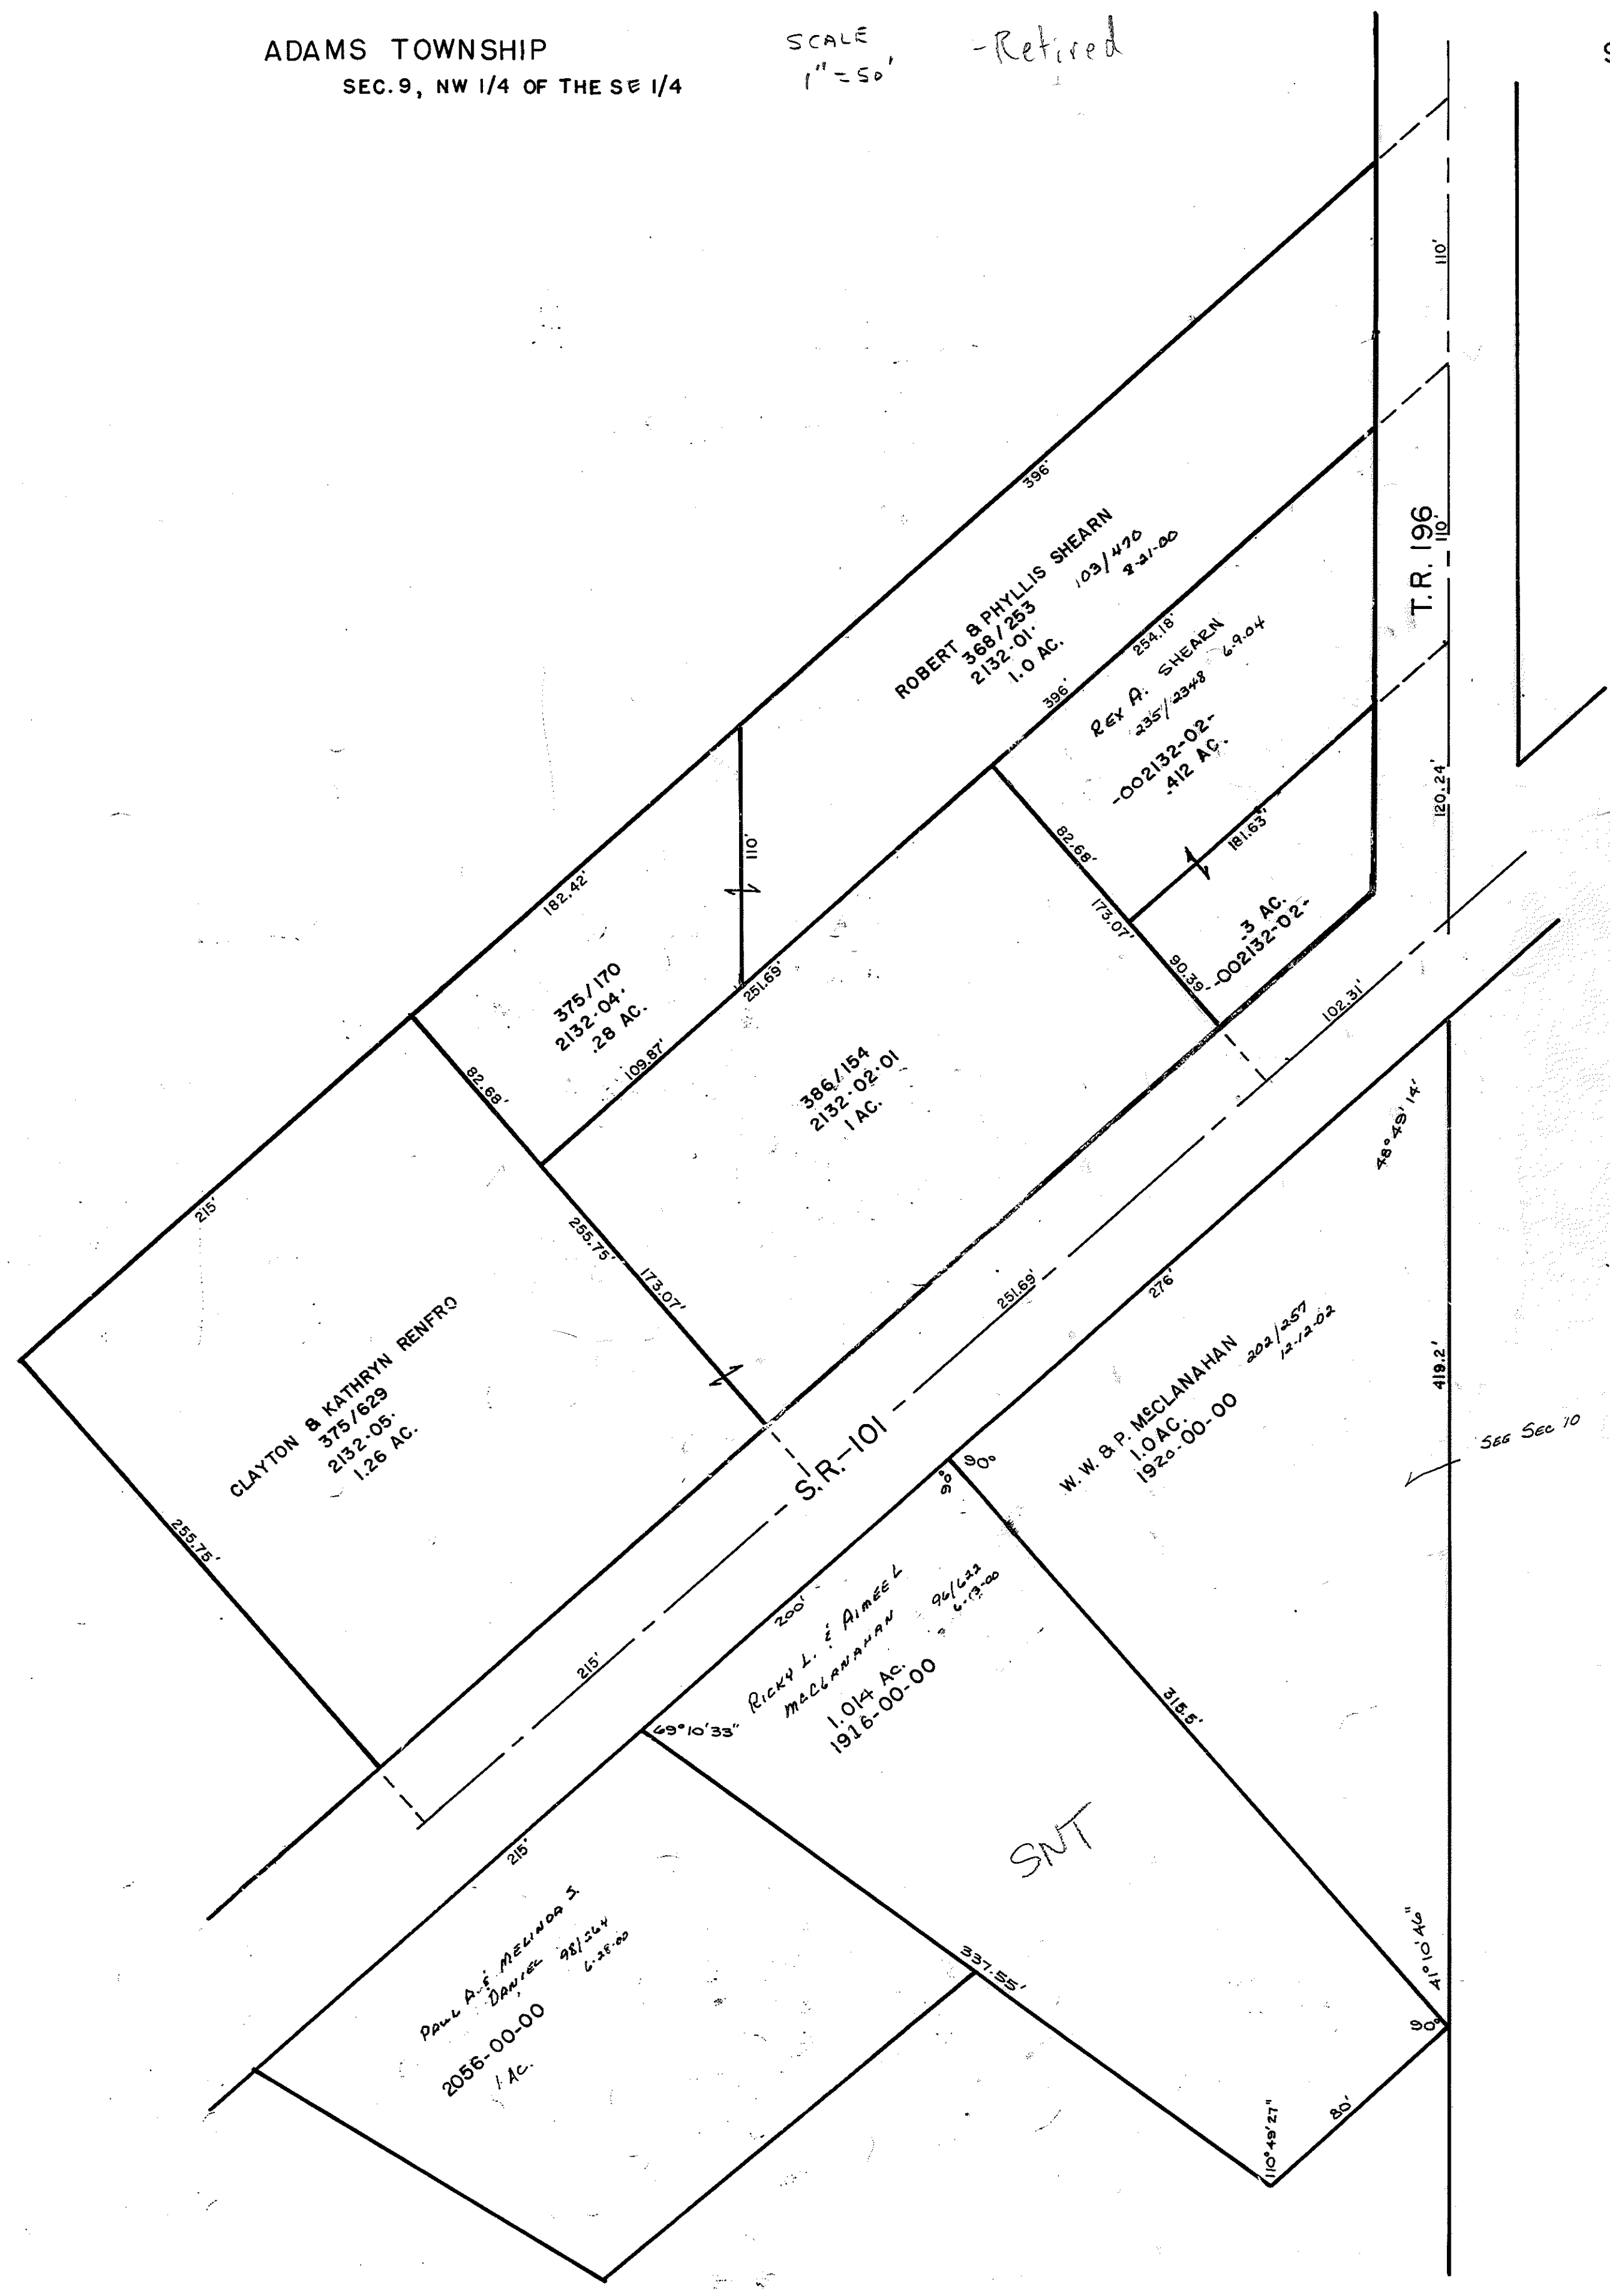 ADAMS TOWNSHIP
SEC. 9, NW 1/4 OF THE SE 1/4
SCALE
1" = 50'
-Retired
110'
396'
ROBERT & PHYLLIS SHEARN
368/253
2132-01.
1.0 AC.
103/470
8-21-00
T.R. 196
110'
254.18'
396'
REX A. SHEARN
235/2348 6-9-04
-002132-02-
.412 AC.
120.24'
82.68'
181.63'
173.07'
90.39
.3 AC.
-002132-02-
102.31'
110'
182.42'
375/170
2132-04.
.28 AC.
251.69'
109.87'
82.68'
386/154
2132-02-01
1 AC.
48°49'14'
215'
255.75'
173.07'
251.69'
276'
CLAYTON & KATHRYN RENFRO
375/629
2132-05.
1.26 AC.
W. W. & P. McCLANAHAN
1.0 AC.
1920-00-00
202/257
12-12-02
419.2'
SEE SEC 10
S.R.-101
90°
90°
255.75'
200'
RICKY L. & AIMEE L
McCLANAHAN
96/622
6-13-00
1.014 AC.
1916-00-00
215'
69°10'33"
315.5'
215'
SNT
PAUL A. & MELINDA S.
DANIEL 98/264
6-28-00
2056-00-00
1 AC.
337.55'
41°10'46"
90°
80'
110°49'27"